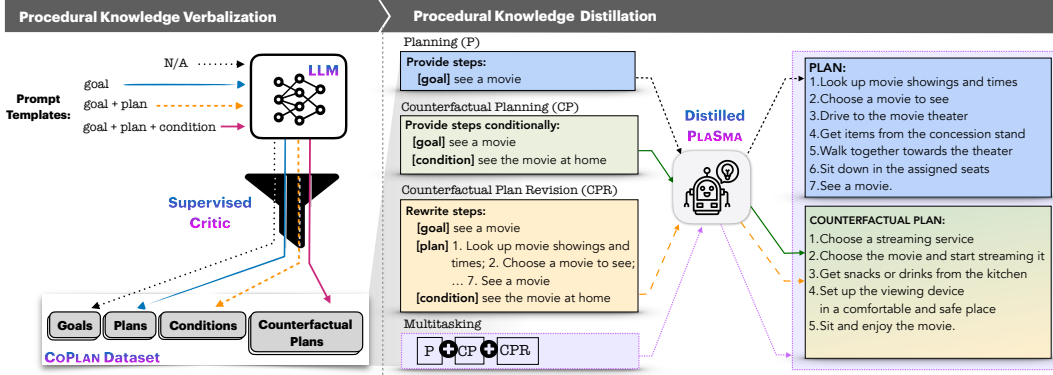 Procedural Knowledge Verbalization
Procedural Knowledge Distillation
N/A
goal
Prompt
Templates:
goal + plan
goal + plan + condition
LLM
Supervised
Critic
Goals
Plans
Conditions
Counterfactual
Plans
COPLAN Dataset
Planning (P)
Provide steps:
[goal] see a movie
Counterfactual Planning (CP)
Provide steps conditionally:
[goal] see a movie
[condition] see the movie at home
Counterfactual Plan Revision (CPR)
Rewrite steps:
[goal] see a movie
[plan] 1. Look up movie showings and
times; 2. Choose a movie to see;
... 7. See a movie
[condition] see the movie at home
Multitasking
P + CP + CPR
Distilled
PLASMA
PLAN:
1.Look up movie showings and times
2.Choose a movie to see
3.Drive to the movie theater
4.Get items from the concession stand
5.Walk together towards the theater
6.Sit down in the assigned seats
7.See a movie.
COUNTERFACTUAL PLAN:
1.Choose a streaming service
2.Choose the movie and start streaming it
3.Get snacks or drinks from the kitchen
4.Set up the viewing device
in a comfortable and safe place
5.Sit and enjoy the movie.